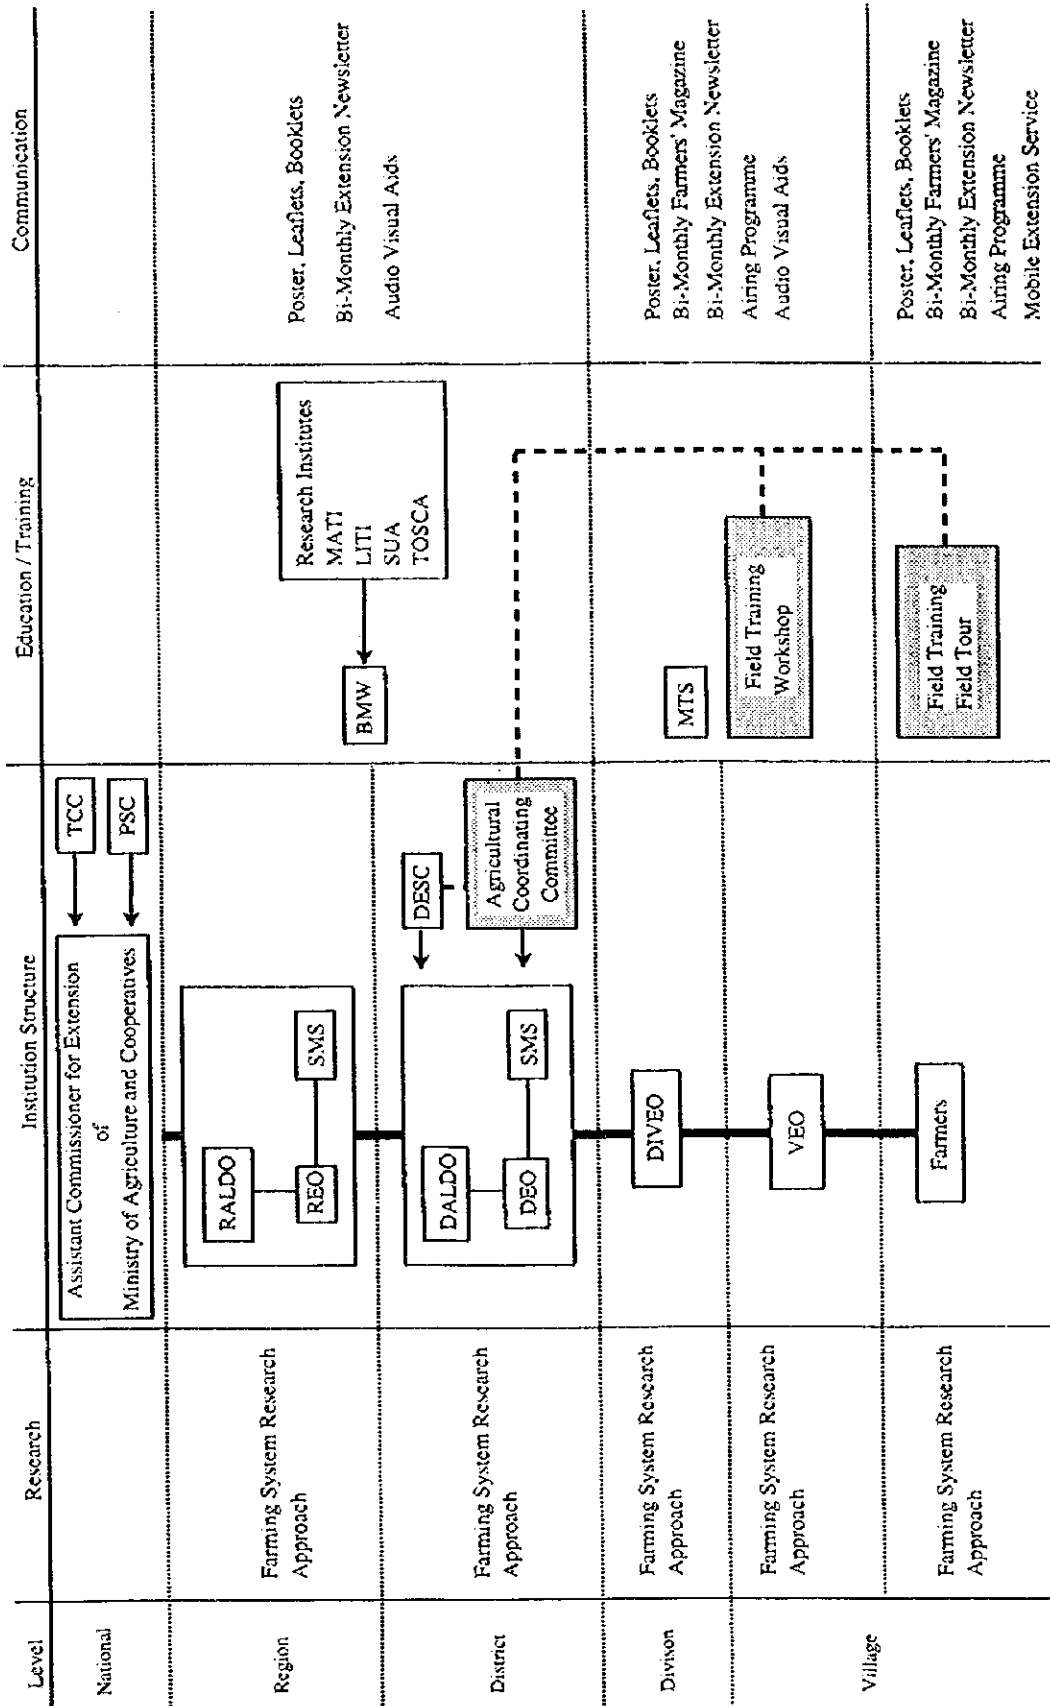 Level
Research
Institution Structure
Education / Training
Communication
National
Assistant Commissioner for Extension
of
Ministry of Agriculture and Cooperatives
TCC
PSC
Region
Farming System Research
Approach
RALDO
REO
SMS
BMW
Research Institutes
MATI
LITI
SUA
TOSCA
Poster, Leaflets, Booklets
Bi-Monthly Extension Newsletter
Audio Visual Aids
District
Farming System Research
Approach
DALDO
DEO
SMS
DESC
Agricultural
Coordinating
Committee
Divison
Farming System Research
Approach
DIVEO
MTS
Poster, Leaflets, Booklets
Bi-Monthly Farmers' Magazine
Bi-Monthly Extension Newsletter
Airing Programme
Audio Visual Aids
Village
Farming System Research
Approach
VEO
Field Training
Workshop
Farming System Research
Approach
Farmers
Field Training
Field Tour
Poster, Leaflets, Booklets
Bi-Monthly Farmers' Magazine
Bi-Monthly Extension Newsletter
Airing Programme
Mobile Extension Service